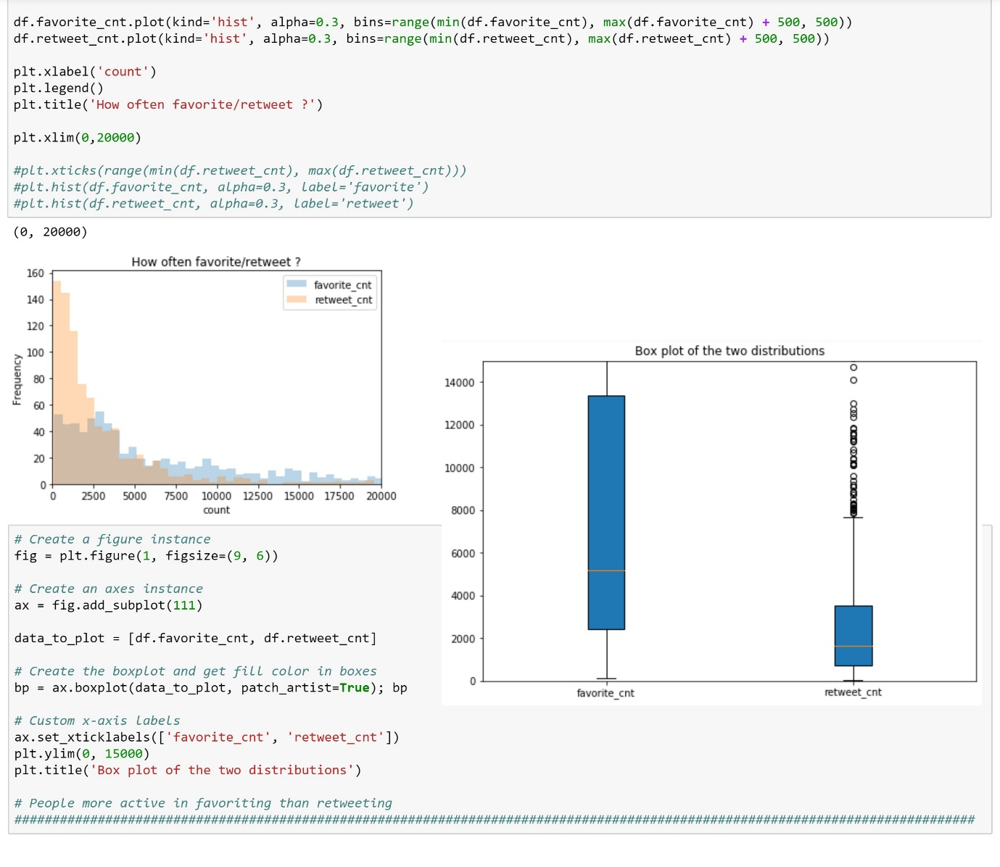 df.favorite_cnt.plot(kind='hist', alpha=0.3, bins=range(min(df.favorite_cnt), max(df.favorite_cnt) + 500, 500))
df.retweet_cnt.plot(kind='hist', alpha=0.3, bins=range(min(df.retweet_cnt), max(df.retweet_cnt) + 500, 500))
plt.xlabel('count')
plt.legend()
plt.title('How often favorite/retweet ?')
plt.xlim(0,20000)
#plt.xticks(range(min(df.retweet_cnt), max(df.retweet_cnt)))
#plt.hist(df.favorite_cnt, alpha=0.3, label='favorite')
#plt.hist(df.retweet_cnt, alpha=0.3, label='retweet')
(0, 20000)
How often favorite/retweet ?
favorite_cnt
retweet_cnt
Frequency
160
140
120
100
80
60
40
20
0
0 2500 5000 7500 10000 12500 15000 17500 20000
count
Box plot of the two distributions
14000
12000
10000
8000
6000
4000
2000
0
favorite_cnt retweet_cnt
# Create a figure instance
fig = plt.figure(1, figsize=(9, 6))
# Create an axes instance
ax = fig.add_subplot(111)
data_to_plot = [df.favorite_cnt, df.retweet_cnt]
# Create the boxplot and get fill color in boxes
bp = ax.boxplot(data_to_plot, patch_artist=True); bp
# Custom x-axis labels
ax.set_xticklabels(['favorite_cnt', 'retweet_cnt'])
plt.ylim(0, 15000)
plt.title('Box plot of the two distributions')
# People more active in favoriting than retweeting
###############################################################################################################################